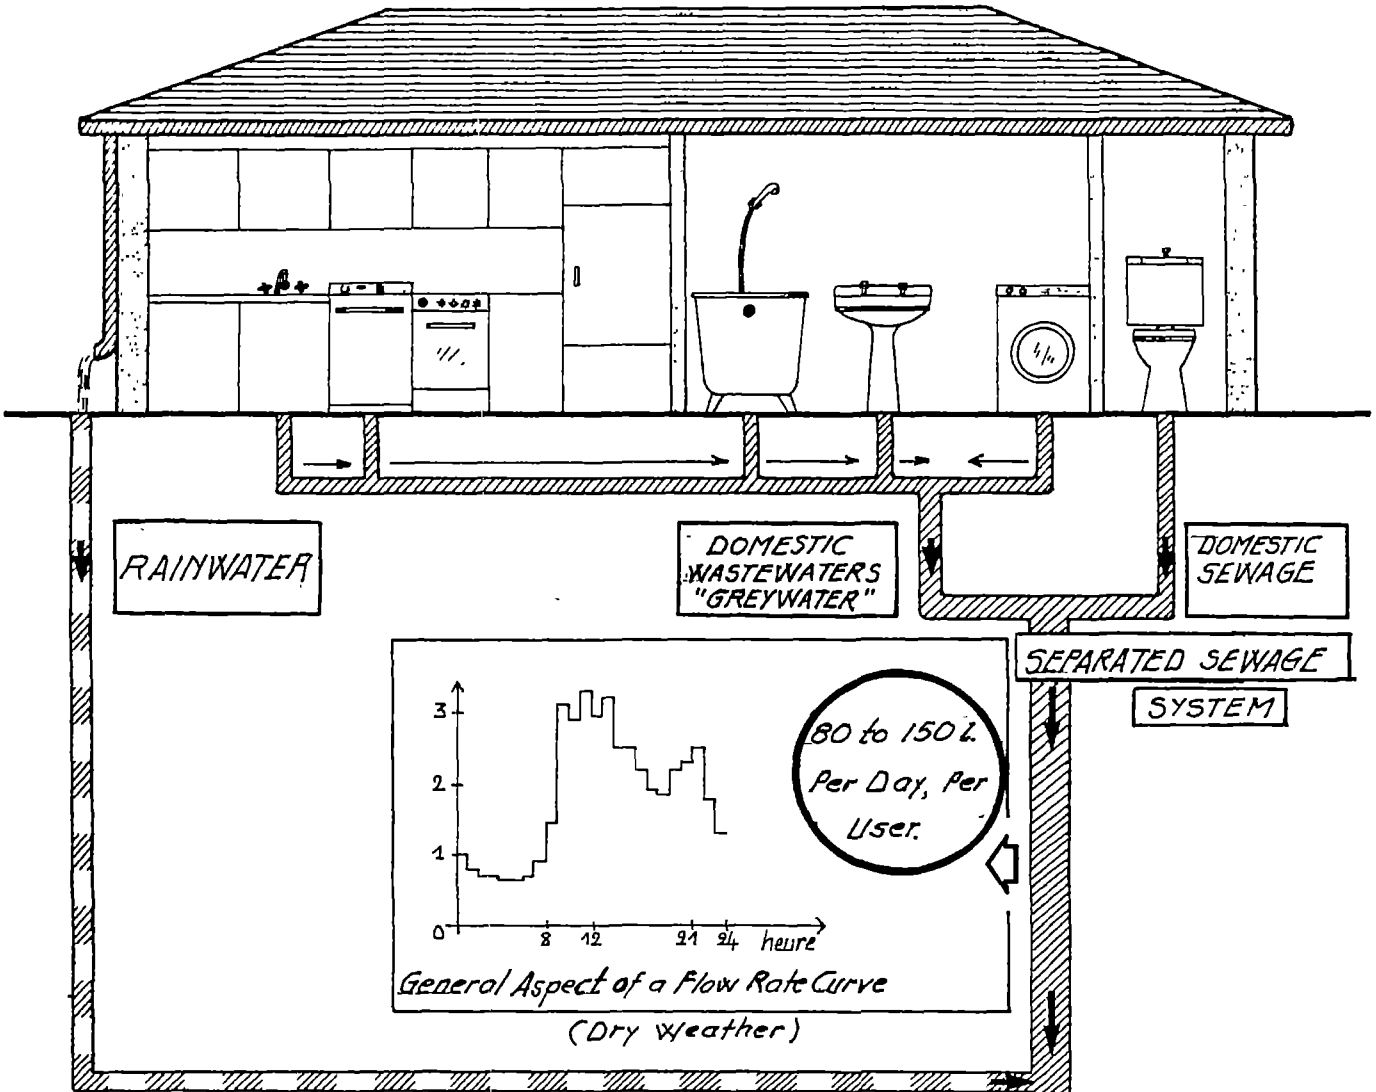 RAINWATER
DOMESTIC
WASTEWATERS
"GREYWATER"
DOMESTIC
SEWAGE
SEPARATED SEWAGE
SYSTEM
3
2
1
0
8 12 21 24 heure
80 to 150 l.
Per Day, Per
User.
General Aspect of a Flow Rate Curve
(Dry Weather)